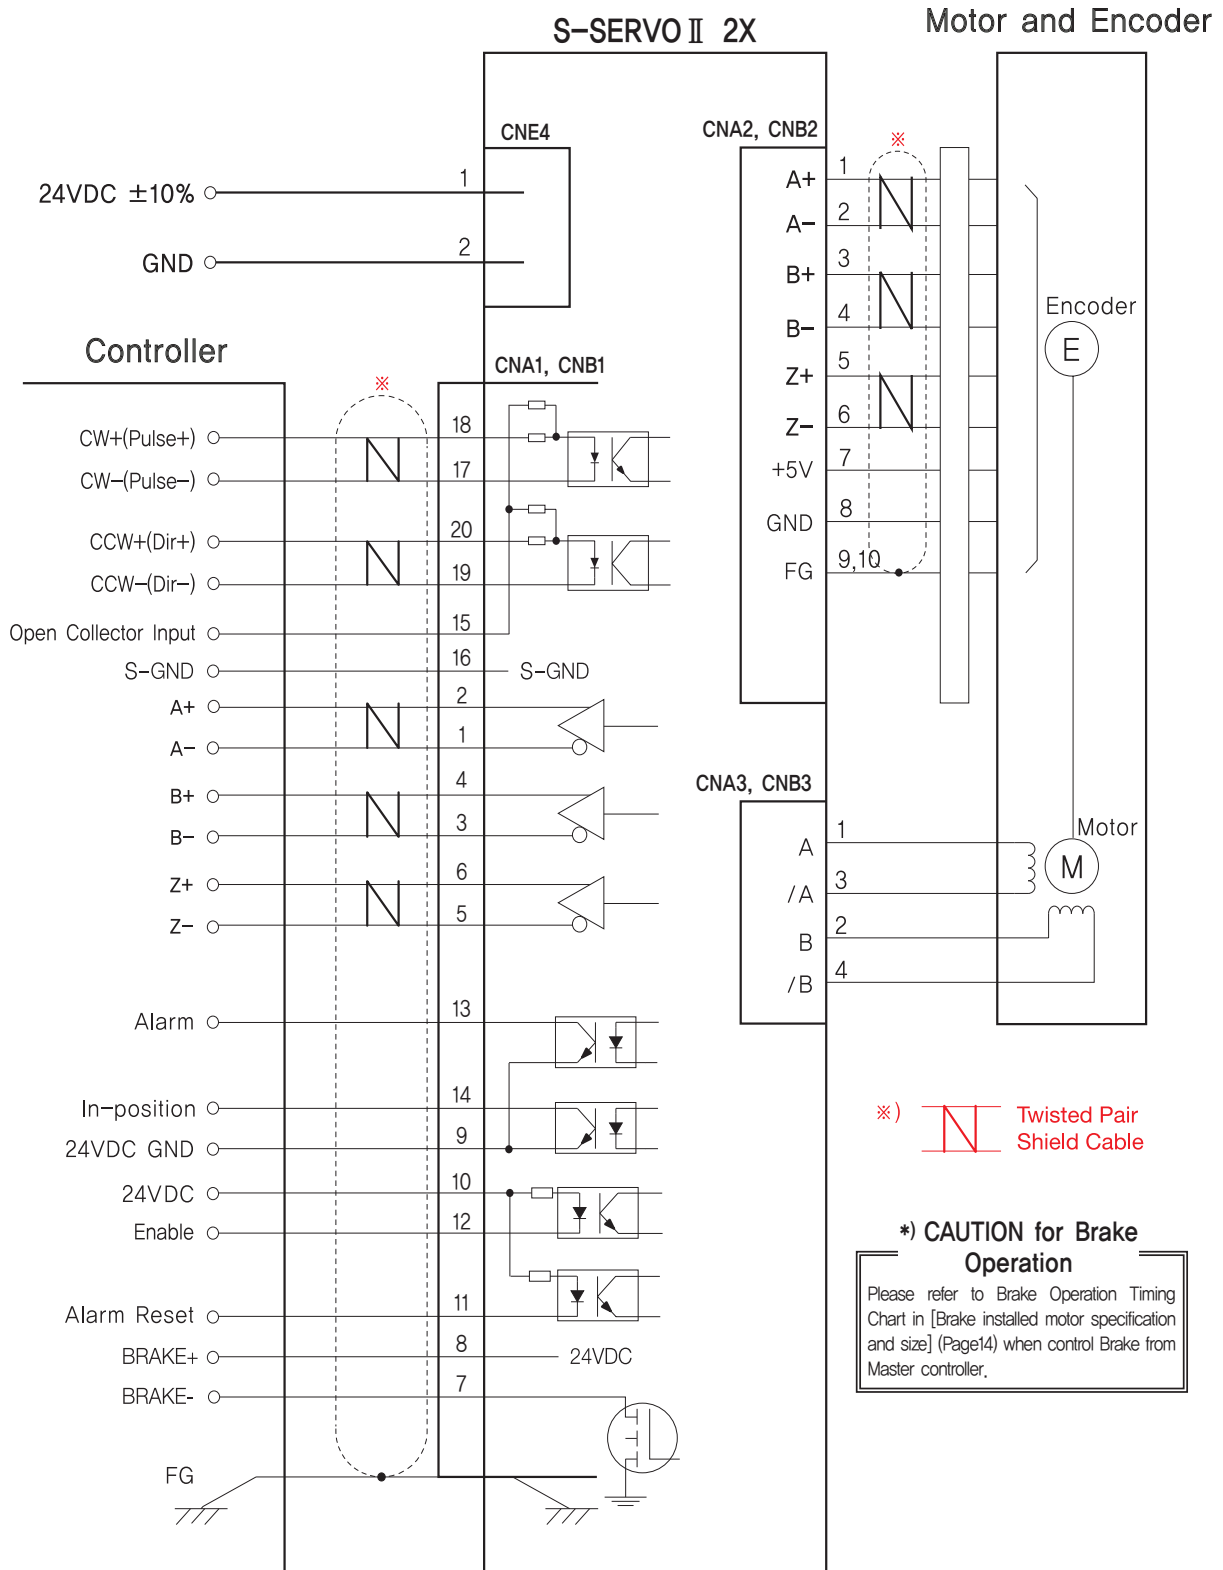 S-SERVOⅡ 2X
Motor and Encoder
CNE4
24VDC ±10%
1
GND
2
CNA2, CNB2
※
A+
1
A-
2
B+
3
B-
4
Z+
5
Z-
6
+5V
7
GND
8
FG
9,10
Encoder
E
Controller
※
CNA1, CNB1
CW+(Pulse+)
18
CW-(Pulse-)
17
CCW+(Dir+)
20
CCW-(Dir-)
19
Open Collector Input
15
S-GND
16
S-GND
A+
2
A-
1
B+
4
B-
3
Z+
6
Z-
5
CNA3, CNB3
A
1
/A
3
B
2
/B
4
Motor
M
Alarm
13
In-position
14
24VDC GND
9
24VDC
10
Enable
12
Alarm Reset
11
BRAKE+
8
24VDC
BRAKE-
7
FG
※)
Twisted Pair
Shield Cable
*) CAUTION for Brake
Operation
Please refer to Brake Operation Timing
Chart in [Brake installed motor specification
and size] (Page14) when control Brake from
Master controller.